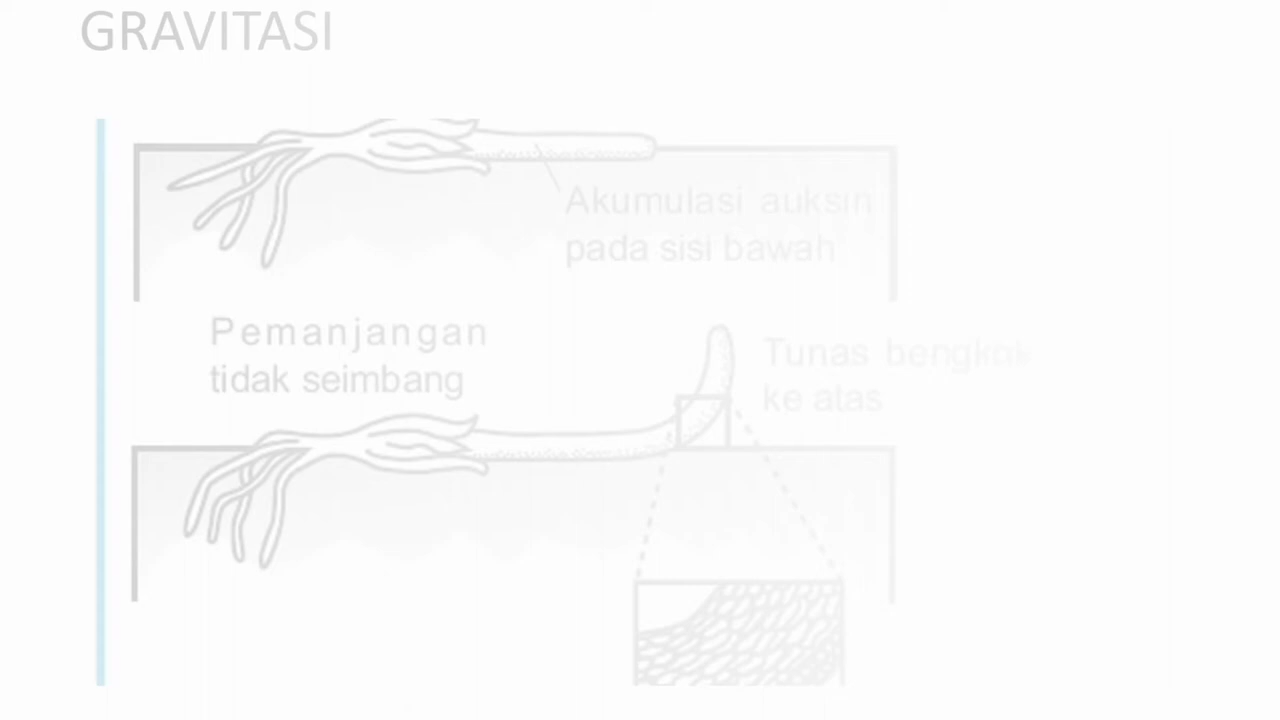 GRAVITASI
Akumulasi auksin
pada sisi bawah
Pemanjangan
tidak seimbang
Tunas bengkok
ke atas